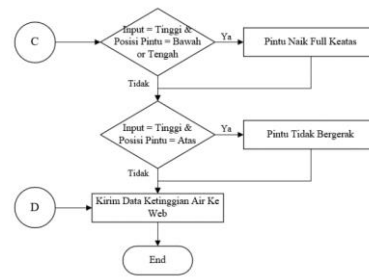 C
Input = Tinggi &
Posisi Pintu = Bawah
or Tengah
Ya
Pintu Naik Full Keatas
Tidak
Input = Tinggi &
Posisi Pintu = Atas
Ya
Pintu Tidak Bergerak
Tidak
D
Kirim Data Ketinggian Air Ke
Web
End